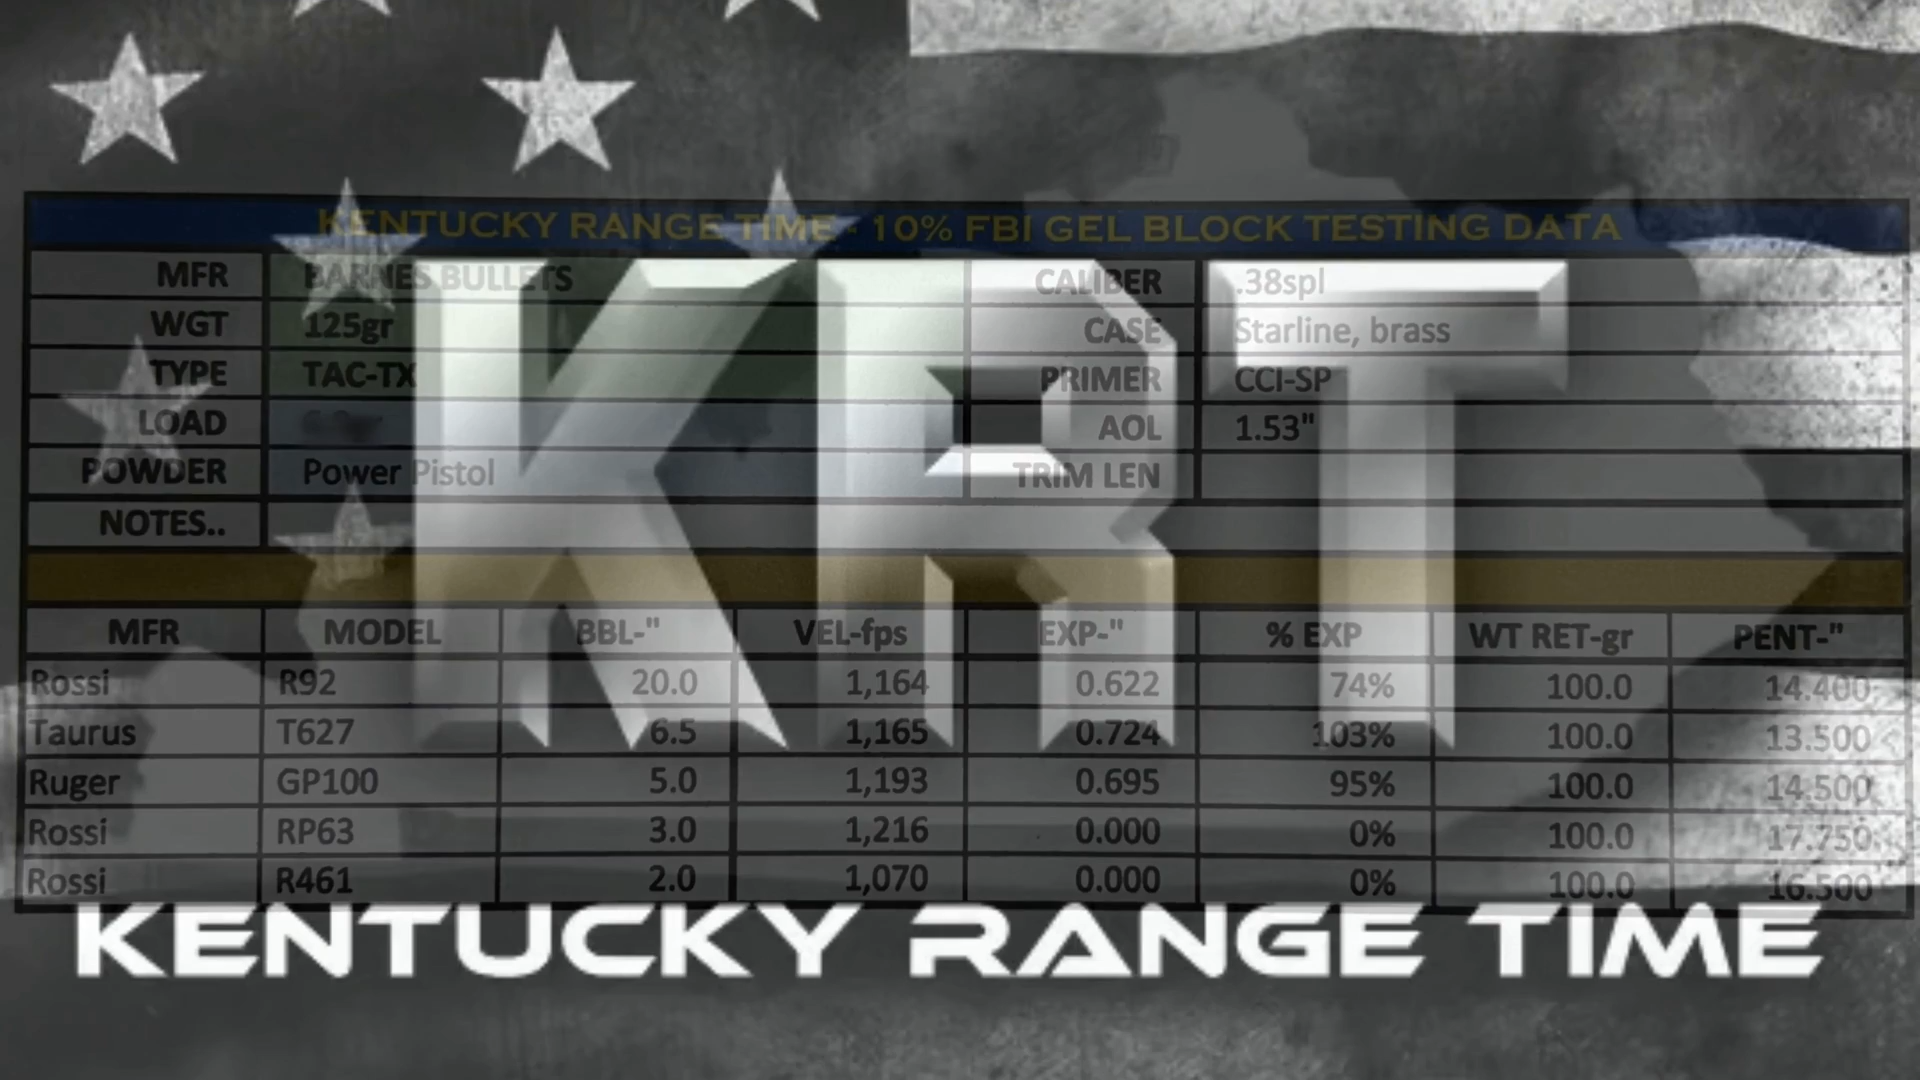 KENTUCKY RANGE TIME - 10% FBI GEL BLOCK TESTING DATA
MFR BARNES BULLETS CALIBER .38spl
WGT 125gr CASE Starline, brass
TYPE TAC-TX PRIMER CCI-SP
LOAD AOL 1.53"
POWDER Power Pistol TRIM LEN
NOTES..
KRT
MFR MODEL BBL-" VEL-fps EXP-" % EXP WT RET-gr PENT-"
Rossi R92 20.0 1,164 0.622 74% 100.0 14.400
Taurus T627 6.5 1,165 0.724 103% 100.0 13.500
Ruger GP100 5.0 1,193 0.695 95% 100.0 14.500
Rossi RP63 3.0 1,216 0.000 0% 100.0 17.750
Rossi R461 2.0 1,070 0.000 0% 100.0 16.500
KENTUCKY RANGE TIME